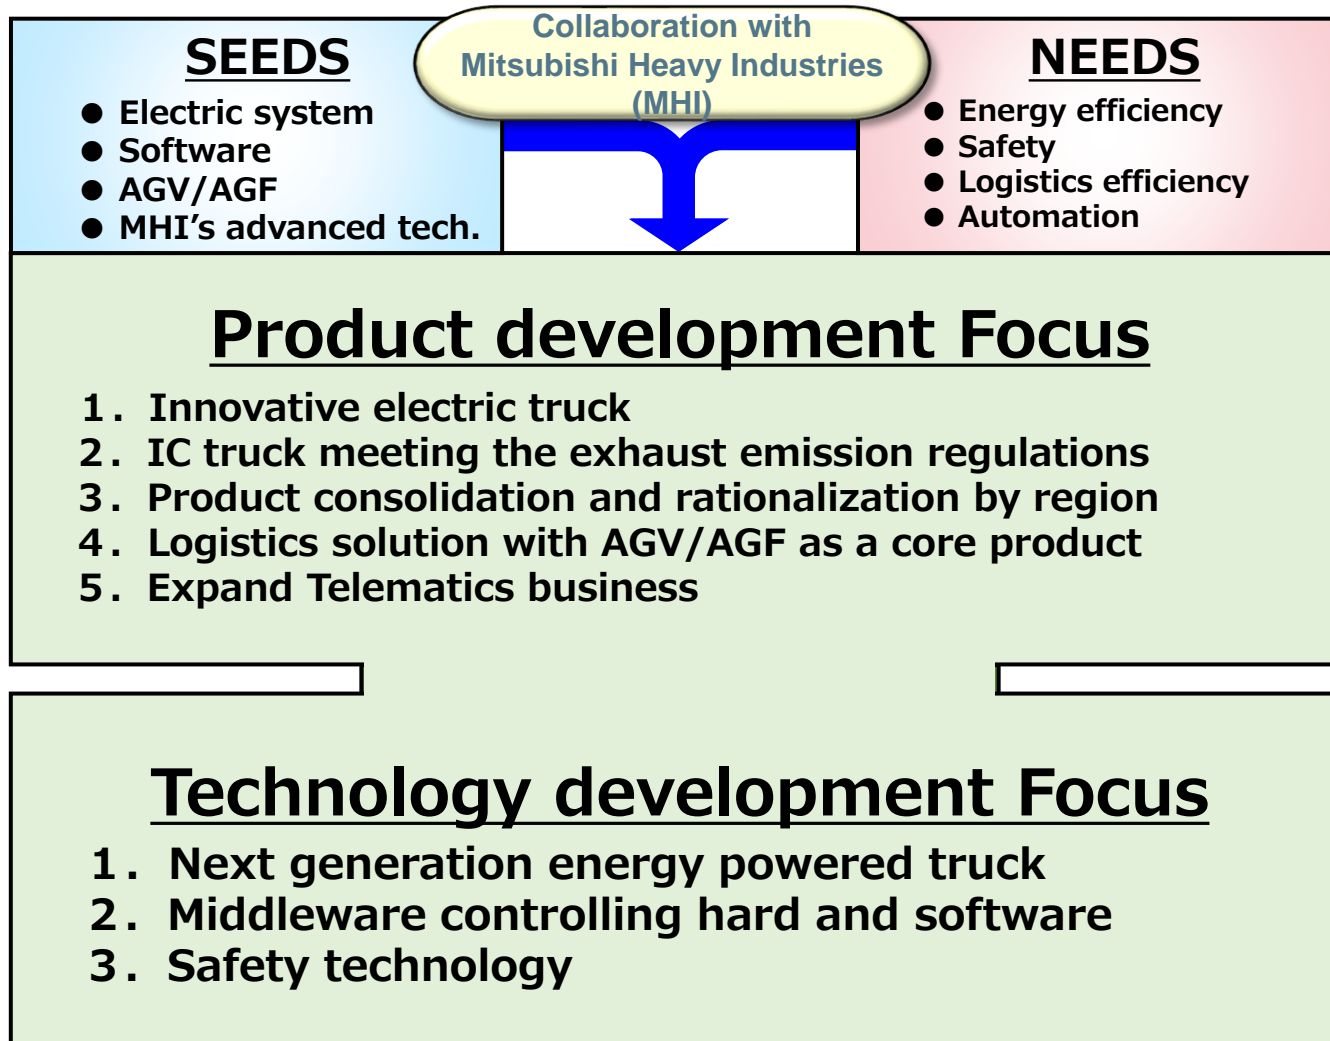 Collaboration with
Mitsubishi Heavy Industries
(MHI)
SEEDS
● Electric system
● Software
● AGV/AGF
● MHI’s advanced tech.
NEEDS
● Energy efficiency
● Safety
● Logistics efficiency
● Automation
Product development Focus
１．Innovative electric truck
２．IC truck meeting the exhaust emission regulations
３．Product consolidation and rationalization by region
４．Logistics solution with AGV/AGF as a core product
５．Expand Telematics business
Technology development Focus
１．Next generation energy powered truck
２．Middleware controlling hard and software
３．Safety technology